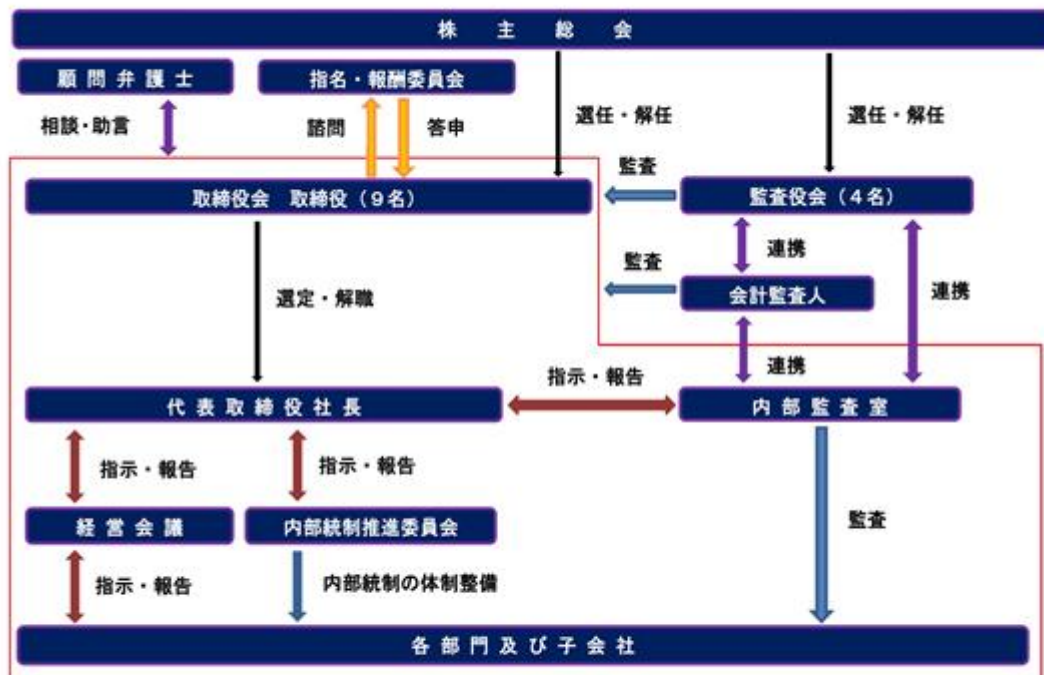 株主総会
顧問弁護士
指名・報酬委員会
相談・助言
諮問
答申
選任・解任
選任・解任
取締役会 取締役（9名）
監査
監査役会（4名）
連携
監査
会計監査人
連携
選定・解職
連携
指示・報告
代表取締役社長
内部監査室
指示・報告
指示・報告
経営会議
内部統制推進委員会
監査
指示・報告
内部統制の体制整備
各部門及び子会社